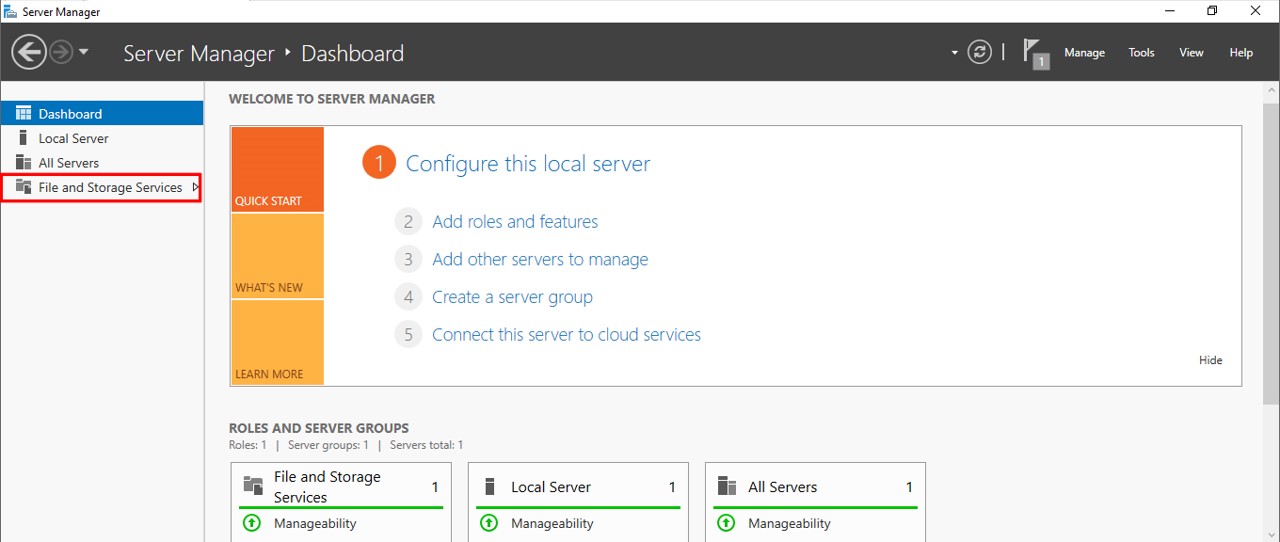 Server Manager
Server Manager ‣ Dashboard
1
Manage
Tools
View
Help
Dashboard
Local Server
All Servers
File and Storage Services
WELCOME TO SERVER MANAGER
QUICK START
WHAT'S NEW
LEARN MORE
1 Configure this local server
2 Add roles and features
3 Add other servers to manage
4 Create a server group
5 Connect this server to cloud services
Hide
ROLES AND SERVER GROUPS
Roles: 1 | Server groups: 1 | Servers total: 1
File and Storage
Services 1
Manageability
Local Server 1
Manageability
All Servers 1
Manageability